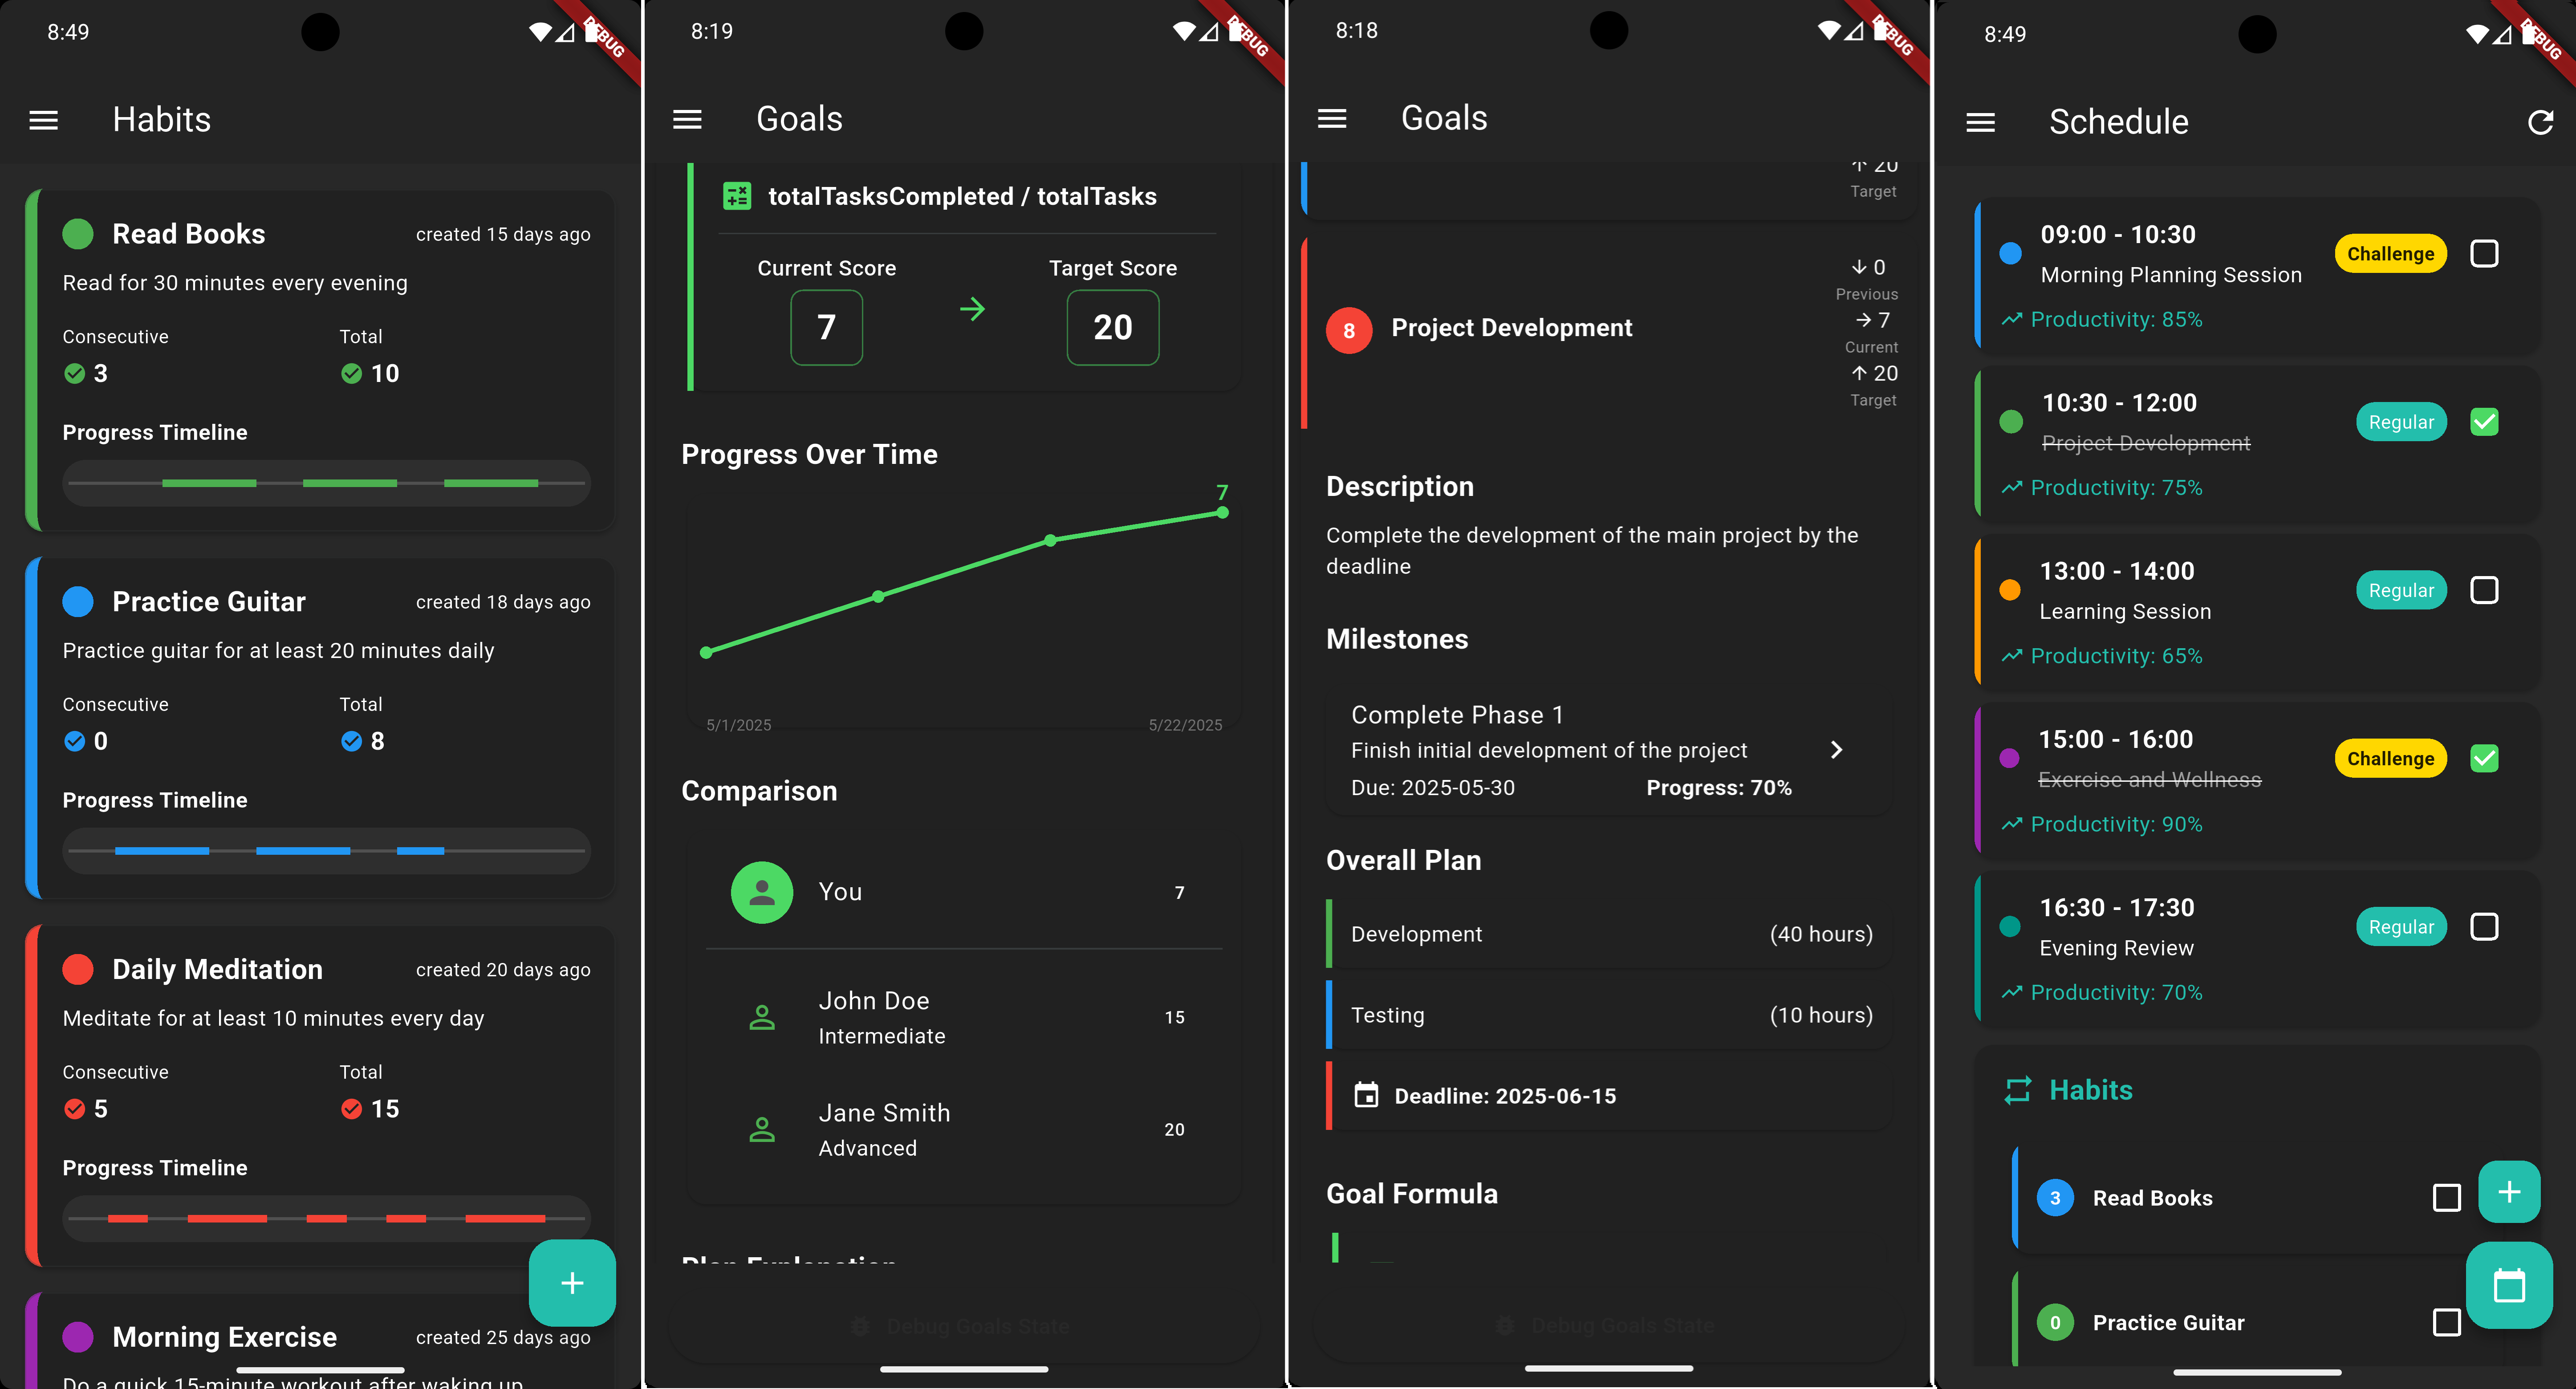 8:49
DEBUG
Habits
Read Books
created 15 days ago
Read for 30 minutes every evening
Consecutive
Total
3
10
Progress Timeline
Practice Guitar
created 18 days ago
Practice guitar for at least 20 minutes daily
Consecutive
Total
0
8
Progress Timeline
Daily Meditation
created 20 days ago
Meditate for at least 10 minutes every day
Consecutive
Total
5
15
Progress Timeline
+
Morning Exercise
created 25 days ago
Do a quick 15-minute workout after waking up
8:19
DEBUG
Goals
totalTasksCompleted / totalTasks
Current Score
Target Score
7
→
20
Progress Over Time
7
5/1/2025
5/22/2025
Comparison
You
7
John Doe
Intermediate
15
Jane Smith
Advanced
20
Plan Explanation
Debug Goals State
8:18
DEBUG
Goals
↑ 20
Target
8
Project Development
↓ 0
Previous
→ 7
Current
↑ 20
Target
Description
Complete the development of the main project by the
deadline
Milestones
Complete Phase 1
Finish initial development of the project
Due: 2025-05-30
Progress: 70%
Overall Plan
Development
(40 hours)
Testing
(10 hours)
Deadline: 2025-06-15
Goal Formula
Debug Goals State
8:49
DEBUG
Schedule
09:00 - 10:30
Morning Planning Session
Challenge
Productivity: 85%
10:30 - 12:00
Project Development
Regular
Productivity: 75%
13:00 - 14:00
Learning Session
Regular
Productivity: 65%
15:00 - 16:00
Exercise and Wellness
Challenge
Productivity: 90%
16:30 - 17:30
Evening Review
Regular
Productivity: 70%
Habits
3
Read Books
+
0
Practice Guitar